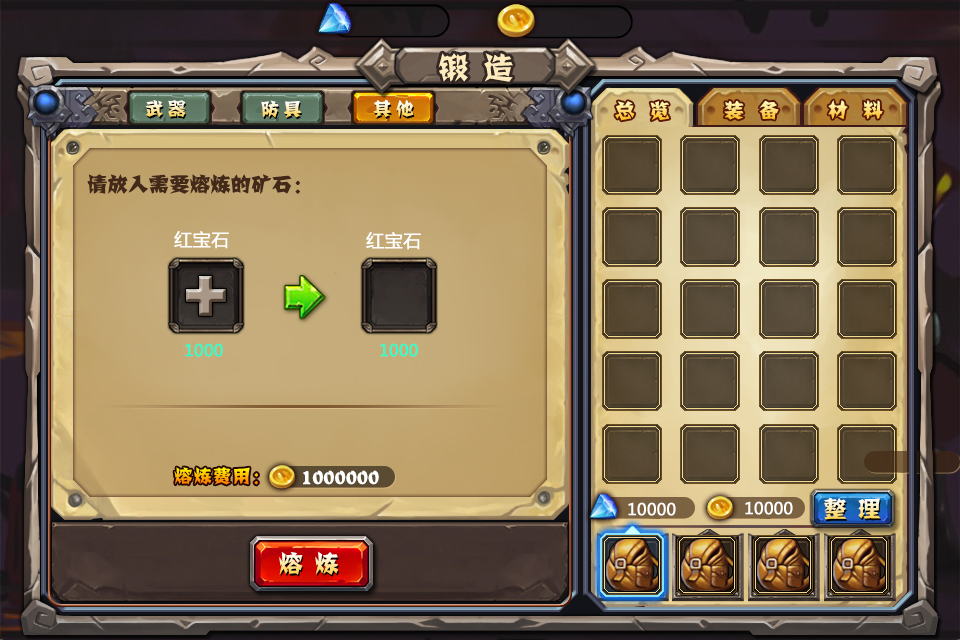 锻造
武器
防具
其他
总览
装备
材料
请放入需要熔炼的矿石:
红宝石
红宝石
1000
1000
熔炼费用:
1000000
10000
10000
整理
熔炼